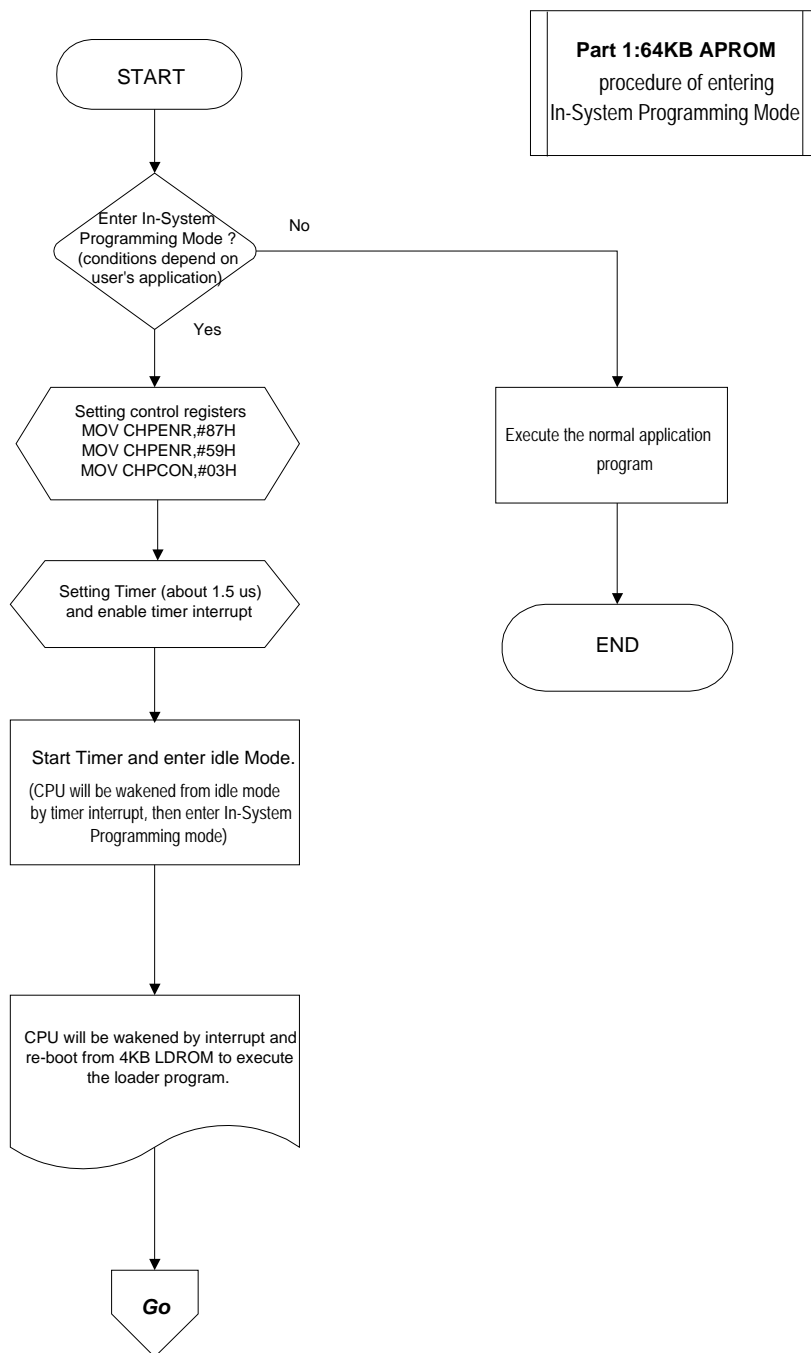 START
Part 1:64KB APROM
procedure of entering
In-System Programming Mode
Enter In-System
Programming Mode ?
(conditions depend on
user's application)
No
Yes
Setting control registers
MOV CHPENR,#87H
MOV CHPENR,#59H
MOV CHPCON,#03H
Execute the normal application
program
Setting Timer (about 1.5 us)
and enable timer interrupt
END
Start Timer and enter idle Mode.
(CPU will be wakened from idle mode
by timer interrupt, then enter In-System
Programming mode)
CPU will be wakened by interrupt and
re-boot from 4KB LDROM to execute
the loader program.
Go